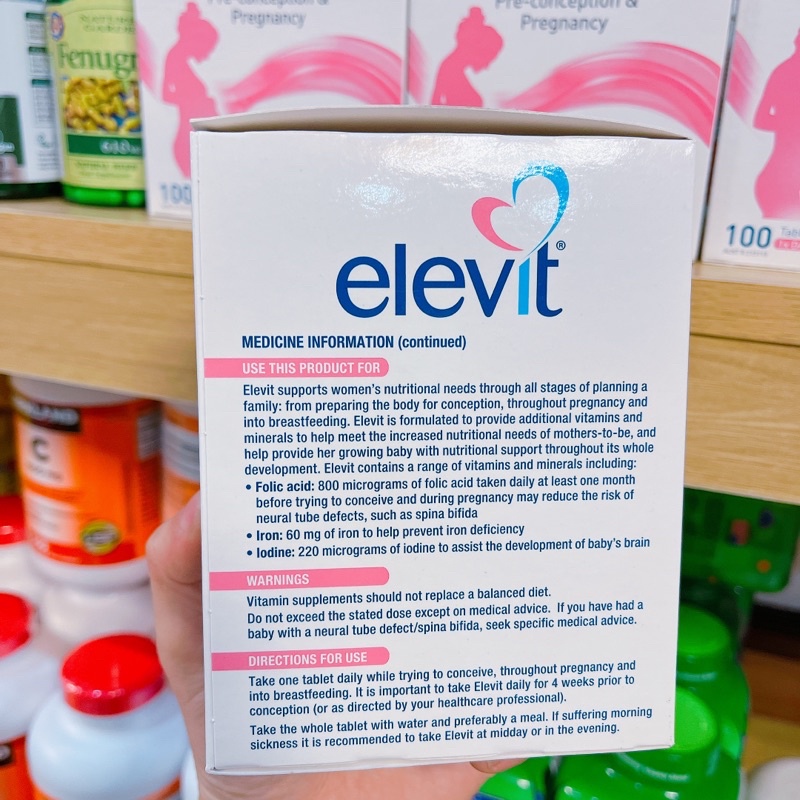 Pre-conception &
Pregnancy
Pre-conception &
Pregnancy
Fenugr
610
100
100 Tablets
C
elevit®
MEDICINE INFORMATION (continued)
USE THIS PRODUCT FOR
Elevit supports women's nutritional needs through all stages of planning a
family: from preparing the body for conception, throughout pregnancy and
into breastfeeding. Elevit is formulated to provide additional vitamins and
minerals to help meet the increased nutritional needs of mothers-to-be, and
help provide her growing baby with nutritional support throughout its whole
development. Elevit contains a range of vitamins and minerals including:
• Folic acid: 800 micrograms of folic acid taken daily at least one month
before trying to conceive and during pregnancy may reduce the risk of
neural tube defects, such as spina bifida
• Iron: 60 mg of iron to help prevent iron deficiency
• Iodine: 220 micrograms of iodine to assist the development of baby's brain
WARNINGS
Vitamin supplements should not replace a balanced diet.
Do not exceed the stated dose except on medical advice. If you have had a
baby with a neural tube defect/spina bifida, seek specific medical advice.
DIRECTIONS FOR USE
Take one tablet daily while trying to conceive, throughout pregnancy and
into breastfeeding. It is important to take Elevit daily for 4 weeks prior to
conception (or as directed by your healthcare professional).
Take the whole tablet with water and preferably a meal. If suffering morning
sickness it is recommended to take Elevit at midday or in the evening.